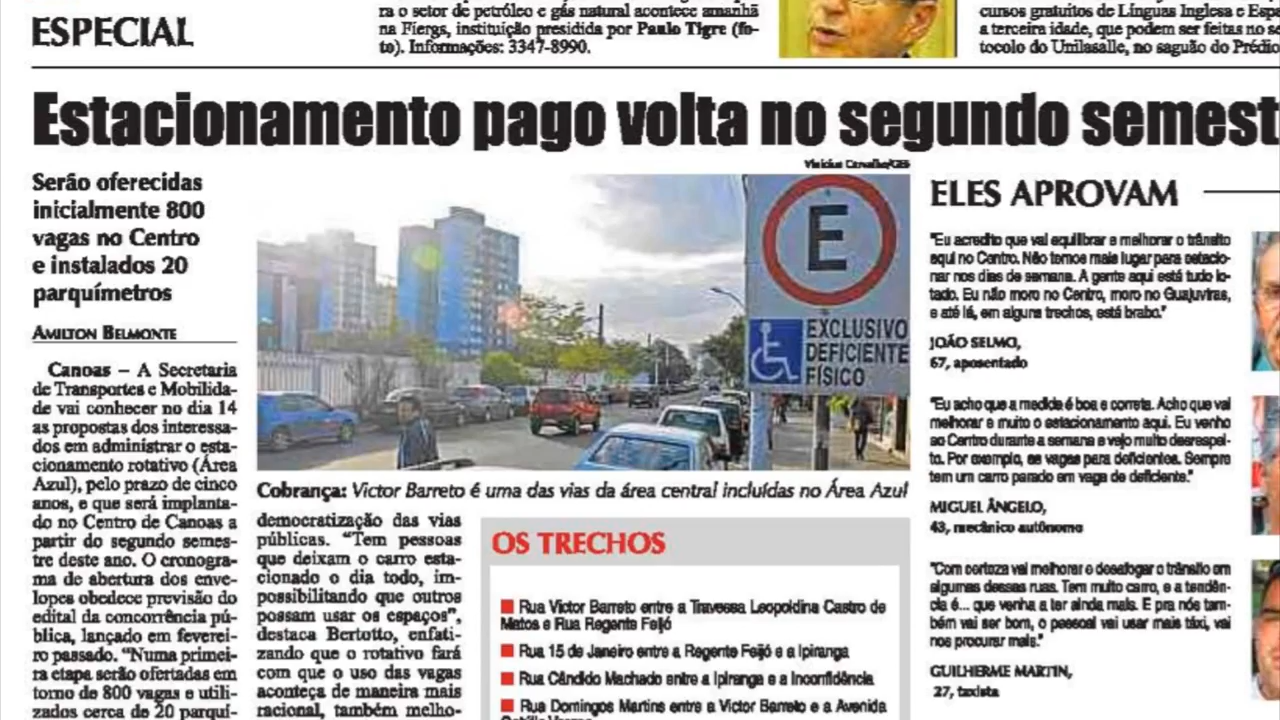 ESPECIAL
ra o setor de petróleo e gás natural acontece amanhã
na Fiergs, instituição presidida por Paulo Tigre (fo-
to). Informações: 3347-8990.
cursos gratuitos de Línguas Inglesa e Espa
a terceira idade, que podem ser feitas no se
tocolo do Unilasalle, no saguão do Prédio
Estacionamento pago volta no segundo semest
Serão oferecidas
inicialmente 800
vagas no Centro
e instalados 20
parquímetros
AMILTON BELMONTE
Canoas – A Secretaria
de Transportes e Mobilida-
de vai conhecer no dia 14
as propostas dos interessa-
dos em administrar o esta-
cionamento rotativo (Área
Azul), pelo prazo de cinco
anos, e que será implanta-
do no Centro de Canoas a
partir do segundo semes-
tre deste ano. O cronogra-
ma de abertura dos enve-
lopes obedece previsão do
edital da concorrência pú-
blica, lançado em feverei-
ro passado. "Numa primei-
ra etapa serão ofertadas em
torno de 800 vagas e utili-
zados cerca de 20 parquí-
Vinícius Carvalho/GES
E
EXCLUSIVO
DEFICIENTE
FÍSICO
Cobrança: Victor Barreto é uma das vias da área central incluídas no Área Azul
democratização das vias
públicas. "Tem pessoas
que deixam o carro esta-
cionado o dia todo, im-
possibilitando que outros
possam usar os espaços",
destaca Bertotto, enfati-
zando que o rotativo fará
com que o uso das vagas
aconteça de maneira mais
racional, também melho-
OS TRECHOS
Rua Victor Barreto entre a Travessa Leopoldina Castro de
Matos e Rua Regente Feijó
Rua 15 de Janeiro entre a Regente Feijó e a Ipiranga
Rua Cândido Machado entre a Ipiranga e a Inconfidência
Rua Domingos Martins entre a Victor Barreto e a Avenida
ELES APROVAM
"Eu acredito que vai equilibrar e melhorar o trânsito
aqui no Centro. Não temos mais lugar para estacio-
nar nos dias de semana. A gente aqui está tudo lo-
tado. Eu não moro no Centro, moro no Guajuviras,
e até lá, em alguns trechos, está brabo."
JOÃO SELMO,
67, aposentado
"Eu acho que a medida é boa e correta. Acho que vai
melhorar e muito o estacionamento aqui. Eu venho
ao Centro durante a semana e vejo muito desrespei-
to. Por exemplo, as vagas para deficientes. Sempre
tem um carro parado em vaga de deficiente."
MIGUEL ÂNGELO,
43, mecânico autônomo
"Com certeza vai melhorar e desafogar o trânsito em
algumas dessas ruas. Tem muito carro, e a tendên-
cia é... que venha a ter ainda mais. E pra nós tam-
bém vai ser bom, o pessoal vai usar mais táxi, vai
nos procurar mais."
GUILHERME MARTIN,
27, taxista